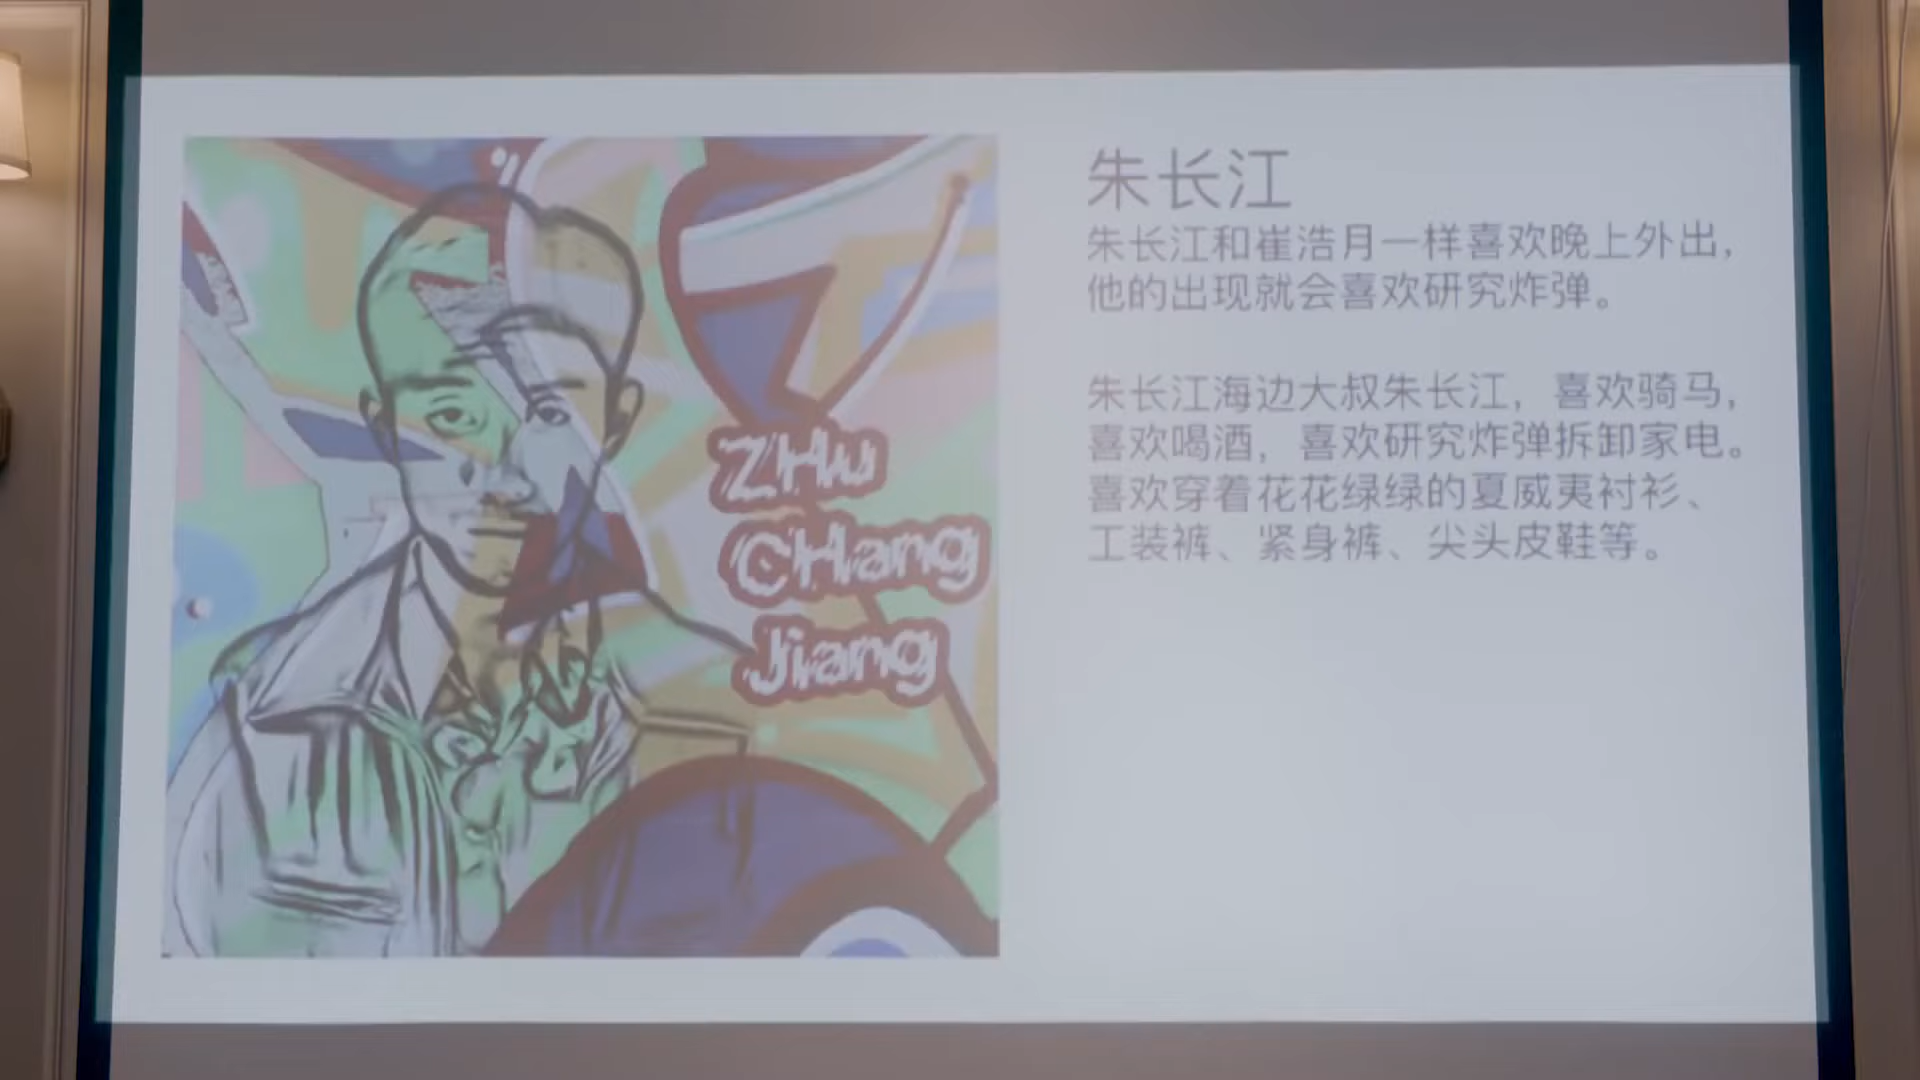 朱长江
朱长江和崔浩月一样喜欢晚上外出，
他的出现就会喜欢研究炸弹。
朱长江海边大叔朱长江，喜欢骑马，
喜欢喝酒，喜欢研究炸弹拆卸家电。
喜欢穿着花花绿绿的夏威夷衬衫、
工装裤、紧身裤、尖头皮鞋等。
ZHu
CHang
Jiang